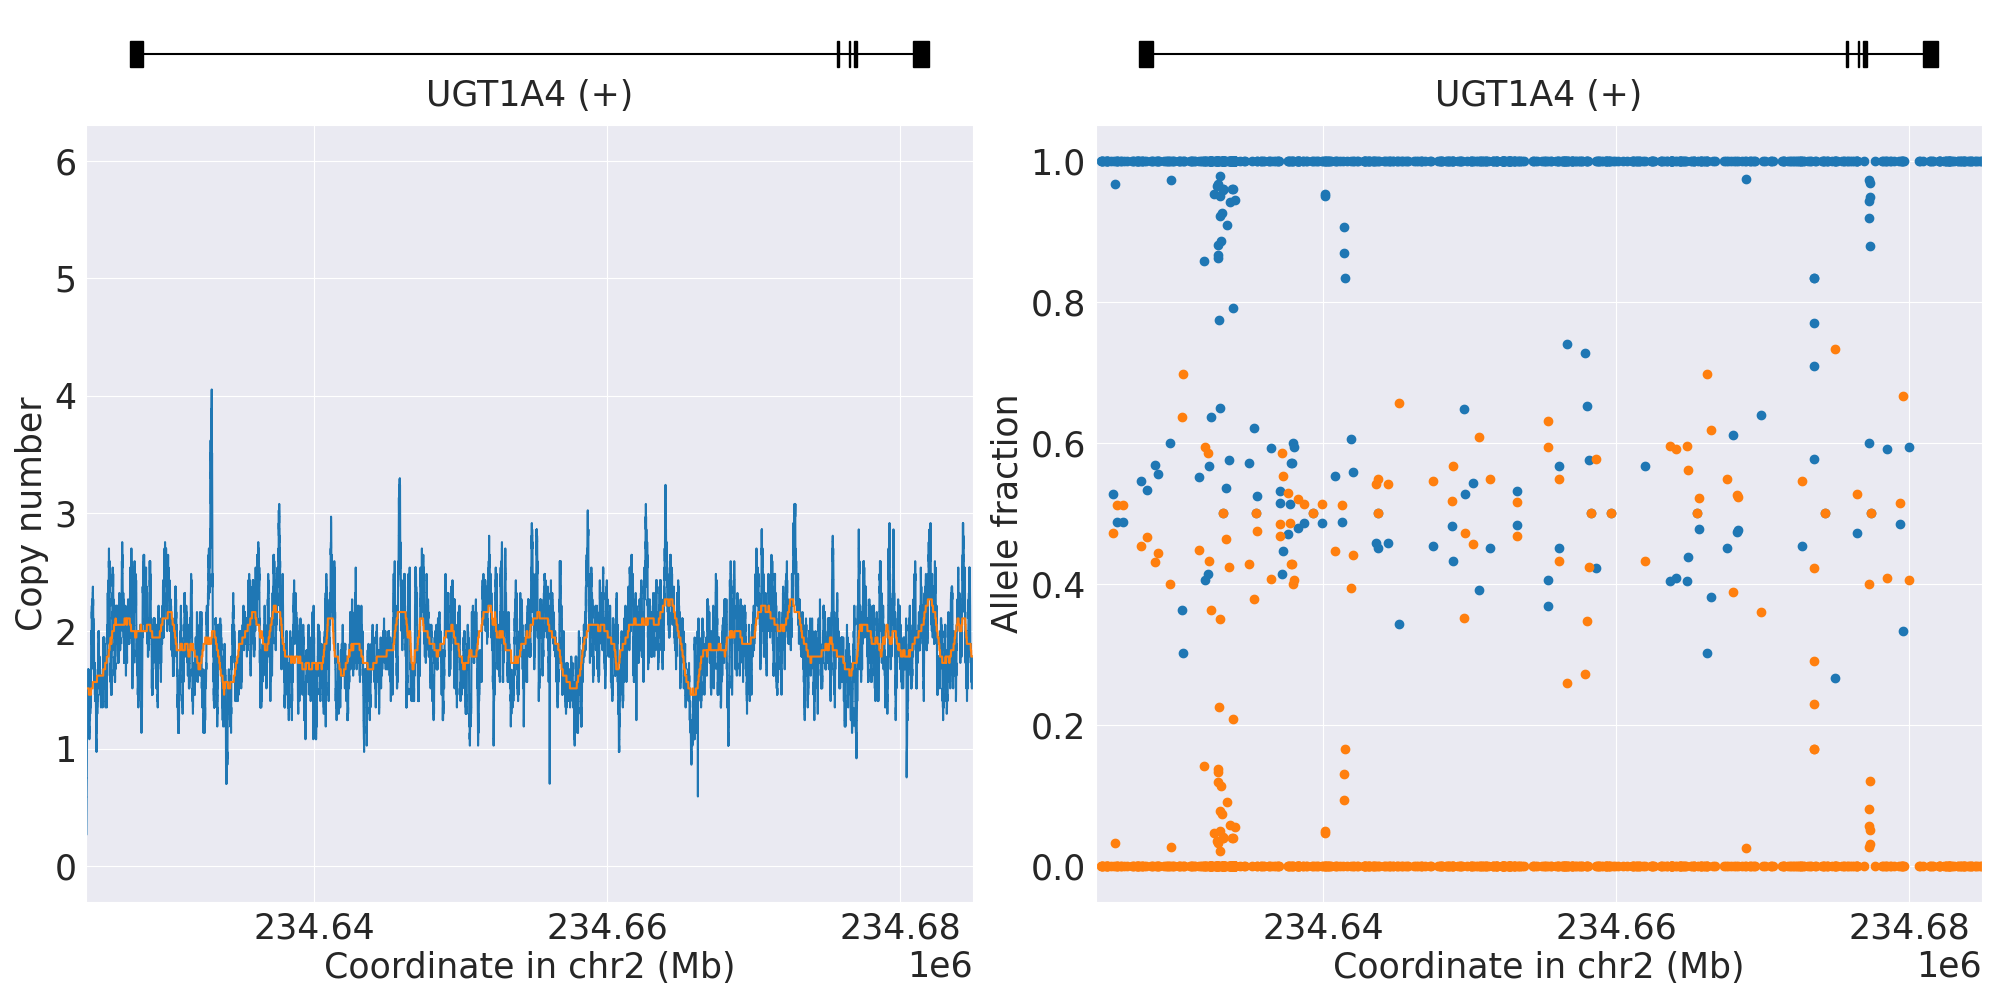 UGT1A4 (+)
6
5
4
3
2
1
0
Copy number
234.64
234.66
234.68
Coordinate in chr2 (Mb)
1e6
UGT1A4 (+)
1.0
0.8
0.6
0.4
0.2
0.0
Allele fraction
234.64
234.66
234.68
Coordinate in chr2 (Mb)
1e6